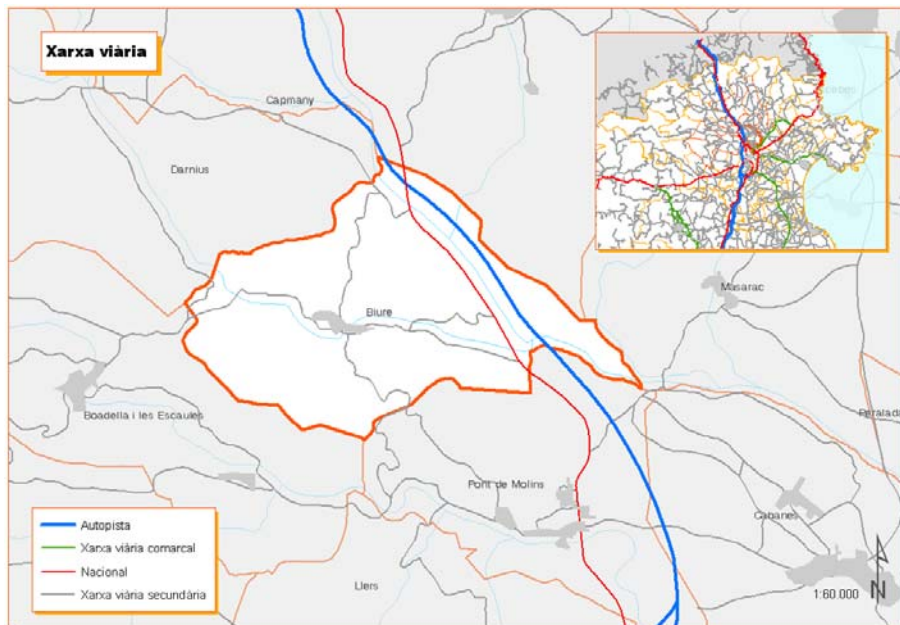 Xarxa viària
Capmany
Darnius
Masarac
Biure
Boadella i les Escaules
Peralada
Pont de Molins
Cabanes
Llers
Autopista
Xarxa viària comarcal
Nacional
Xarxa viària secundària
1:60.000
N